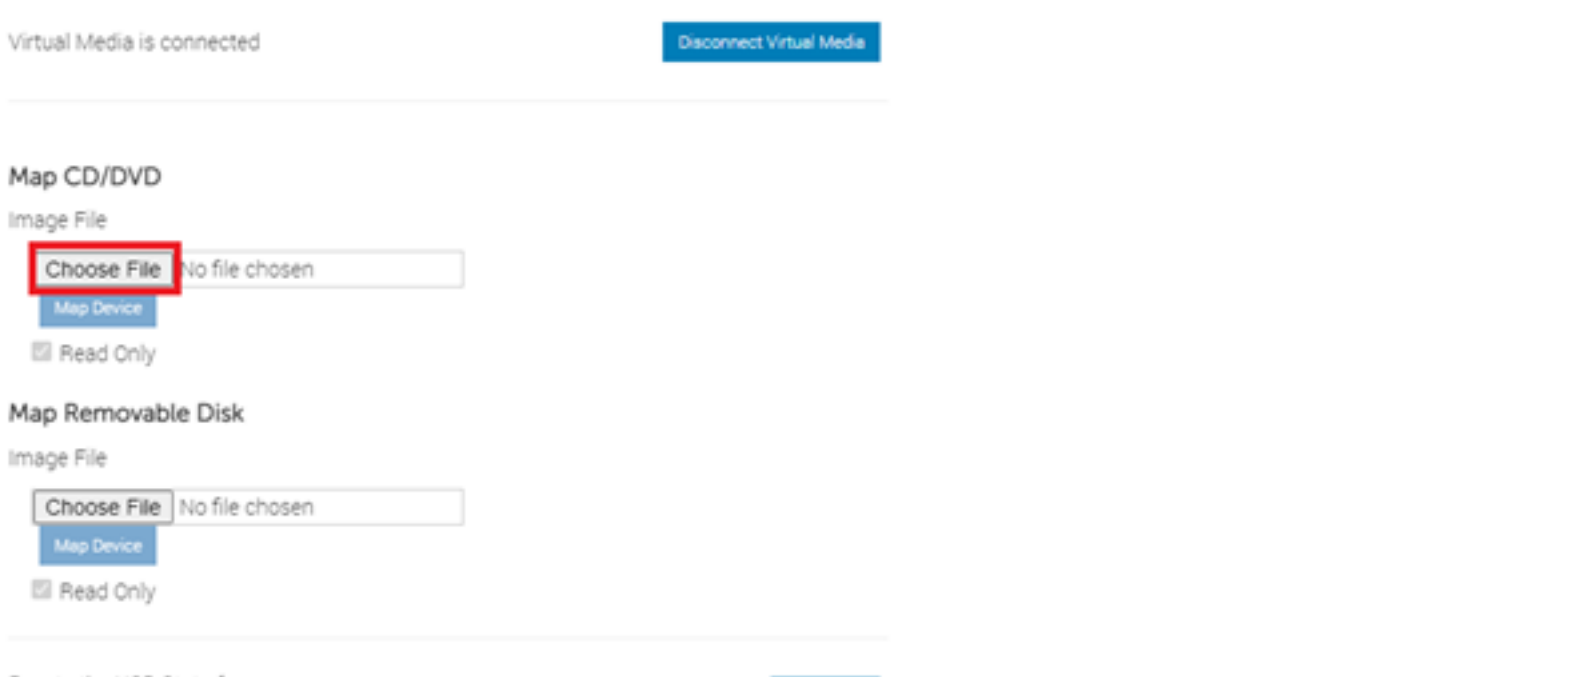 Virtual Media is connected
Disconnect Virtual Media
Map CD/DVD
Image File
Choose File No file chosen
Map Device
Read Only
Map Removable Disk
Image File
Choose File No file chosen
Map Device
Read Only